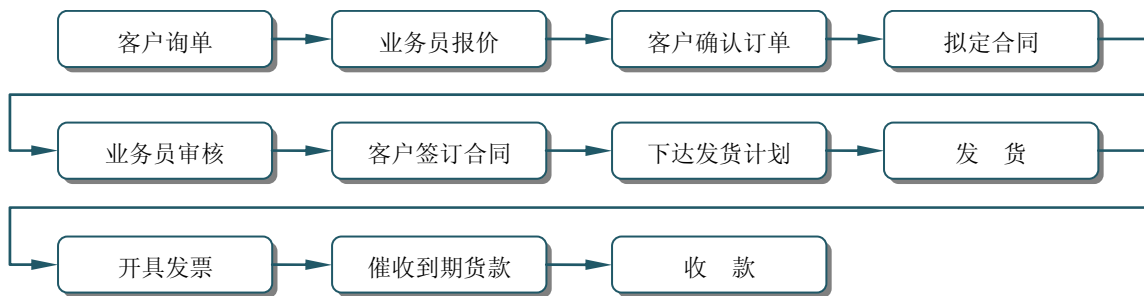 客户询单
业务员报价
客户确认订单
拟定合同
业务员审核
客户签订合同
下达发货计划
发 货
开具发票
催收到期货款
收 款